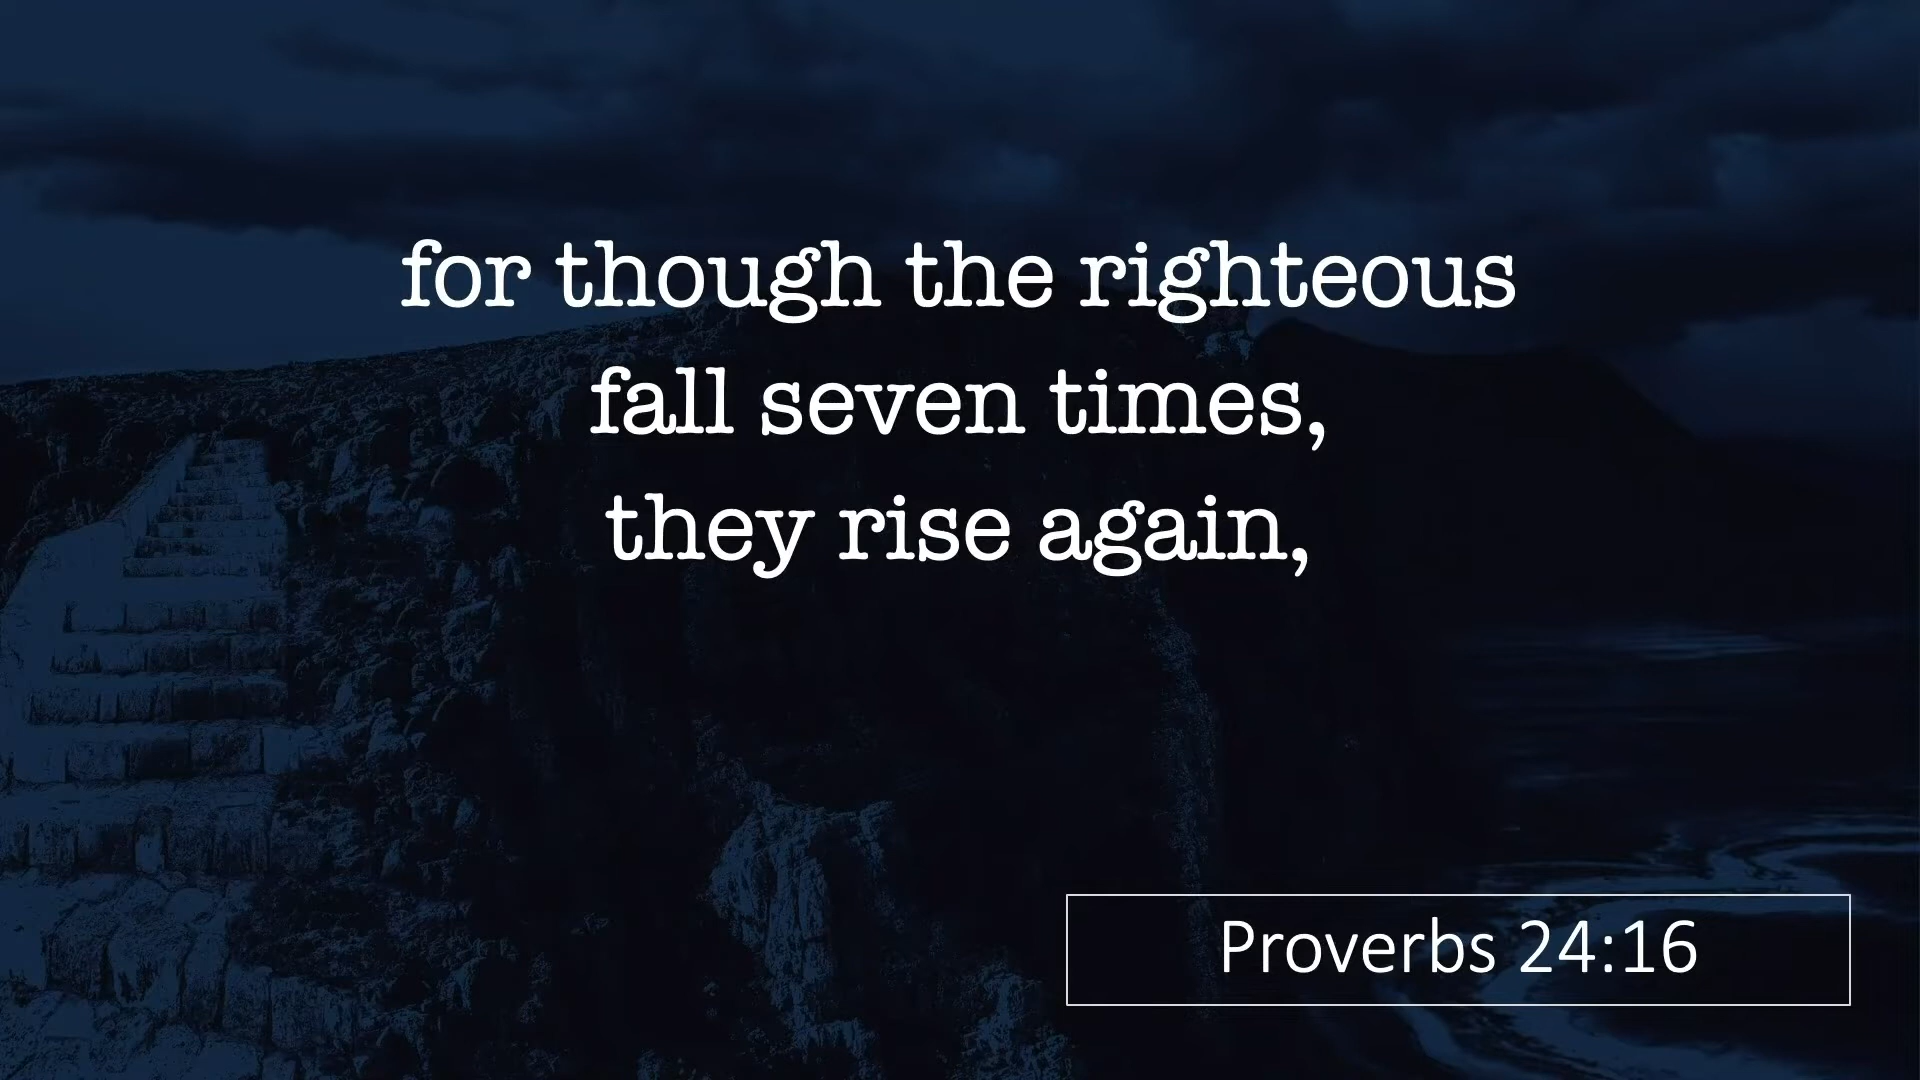 for though the righteous
fall seven times,
they rise again,
Proverbs 24:16